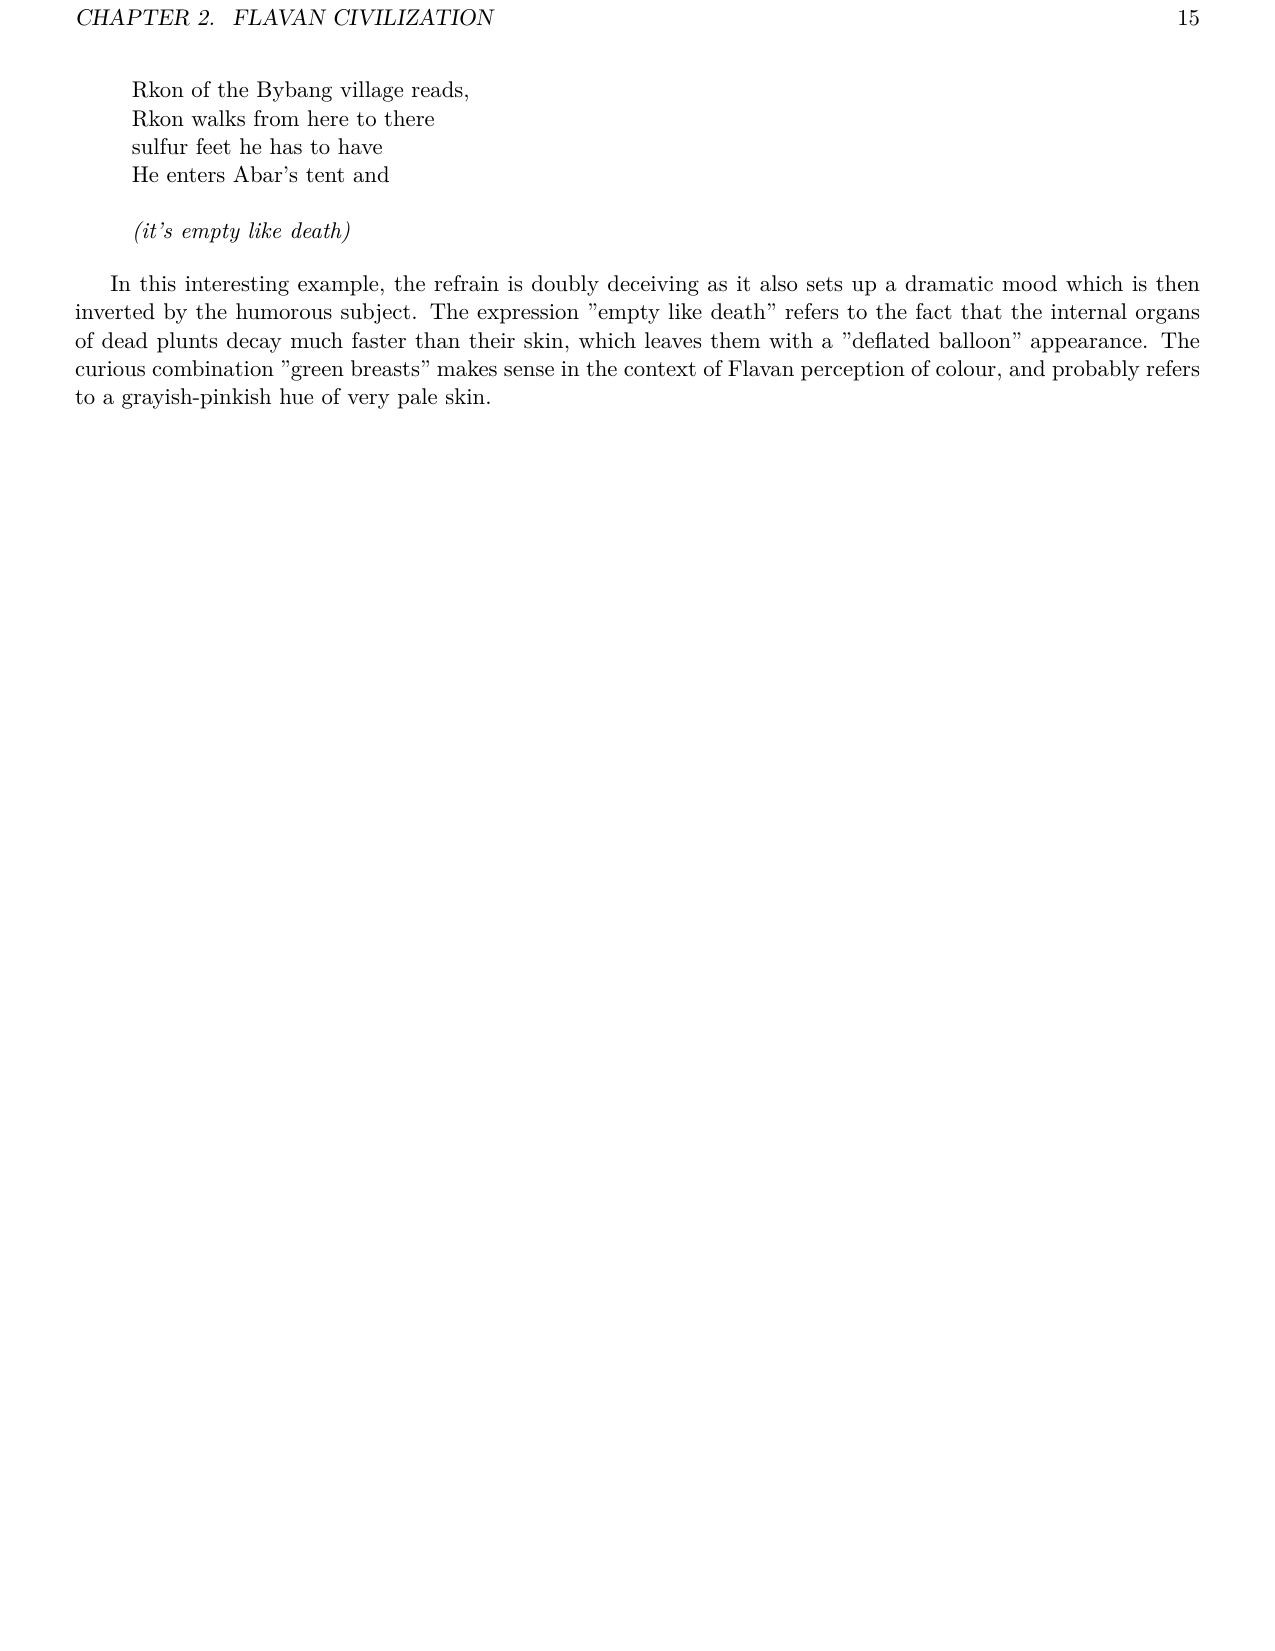 CHAPTER 2. FLAVAN CIVILIZATION 15
Rkon of the Bybang village reads,
Rkon walks from here to there
sulfur feet he has to have
He enters Abar's tent and
(it's empty like death)
In this interesting example, the refrain is doubly deceiving as it also sets up a dramatic mood which is then
inverted by the humorous subject. The expression ”empty like death” refers to the fact that the internal organs
of dead plunts decay much faster than their skin, which leaves them with a ”deflated balloon” appearance. The
curious combination ”green breasts” makes sense in the context of Flavan perception of colour, and probably refers
to a grayish-pinkish hue of very pale skin.